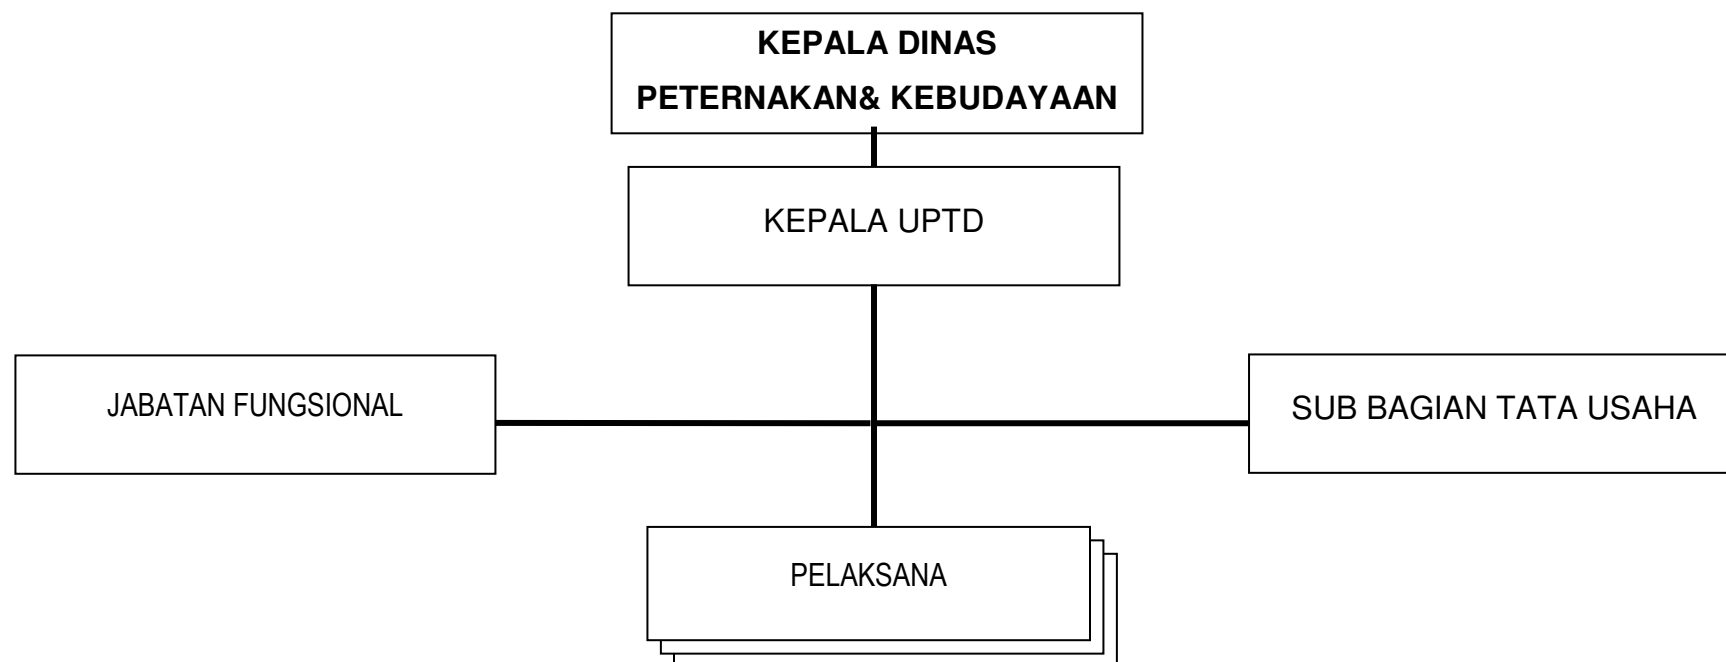 KEPALA DINAS
PETERNAKAN& KEBUDAYAAN
KEPALA UPTD
JABATAN FUNGSIONAL
SUB BAGIAN TATA USAHA
PELAKSANA